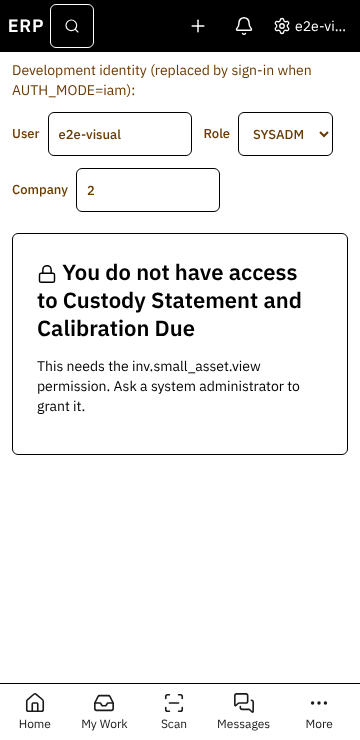 ERP
e2e-vi...
Development identity (replaced by sign-in when
AUTH_MODE=iam):
User e2e-visual Role SYSADM
Company 2
You do not have access
to Custody Statement and
Calibration Due
This needs the inv.small_asset.view
permission. Ask a system administrator to
grant it.
Home My Work Scan Messages More